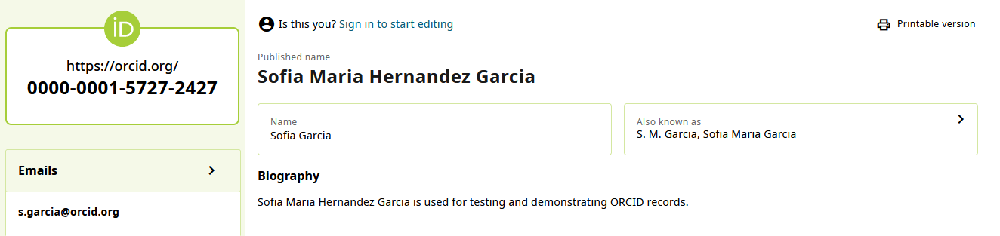 iD
https://orcid.org/
0000-0001-5727-2427
Emails
s.garcia@orcid.org
Is this you? Sign in to start editing
Printable version
Published name
Sofia Maria Hernandez Garcia
Name
Sofia Garcia
Also known as
S. M. Garcia, Sofia Maria Garcia
Biography
Sofia Maria Hernandez Garcia is used for testing and demonstrating ORCID records.